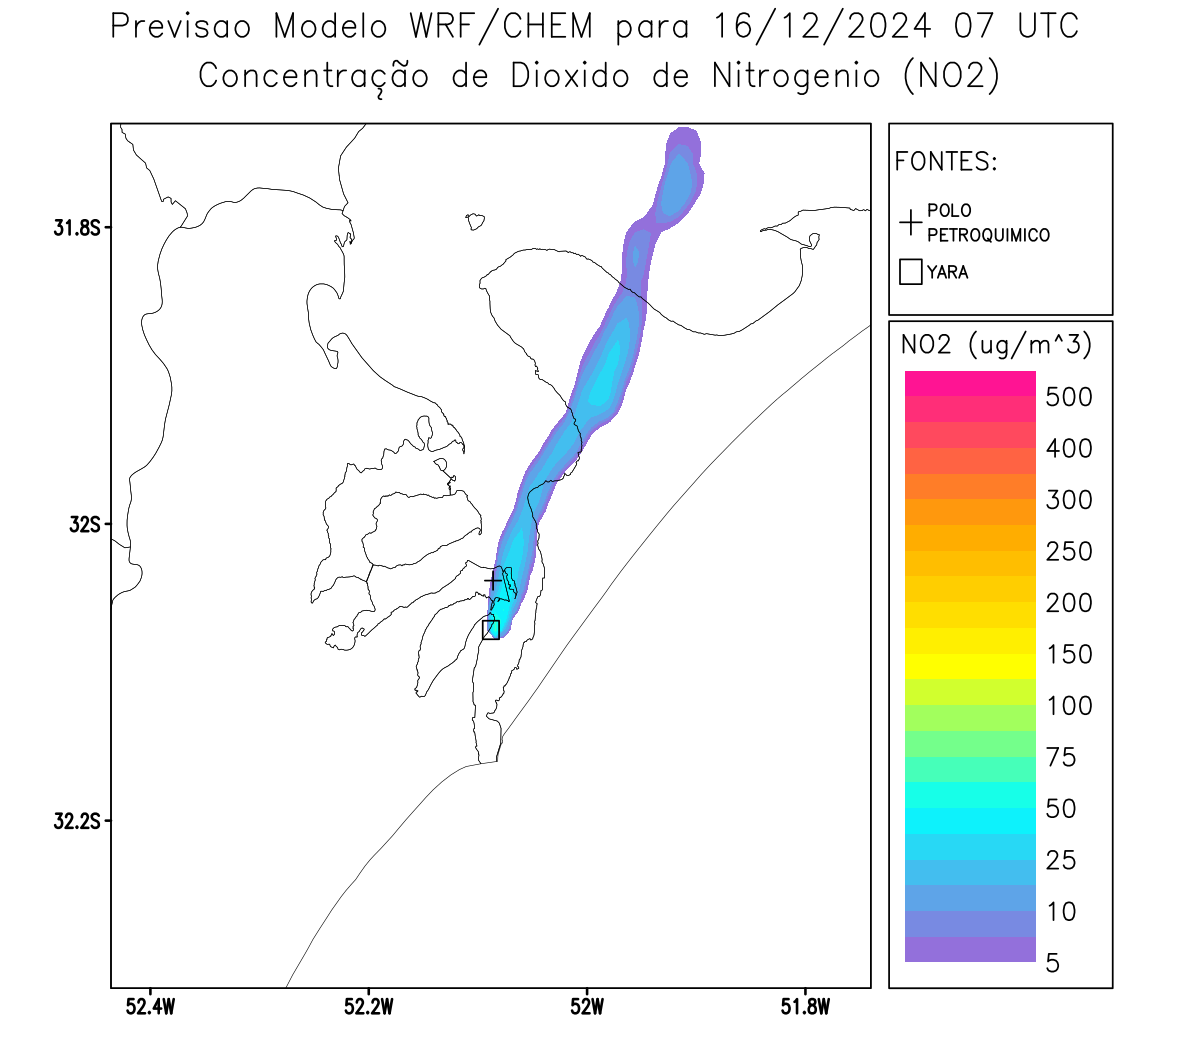 Previsao Modelo WRF/CHEM para 16/12/2024 07 UTC
Concentração de Dioxido de Nitrogenio (NO2)
FONTES:
POLO
PETROQUIMICO
YARA
NO2 (ug/m^3)
500
400
300
250
200
150
100
75
50
25
10
5
31.8S
32S
32.2S
52.4W
52.2W
52W
51.8W